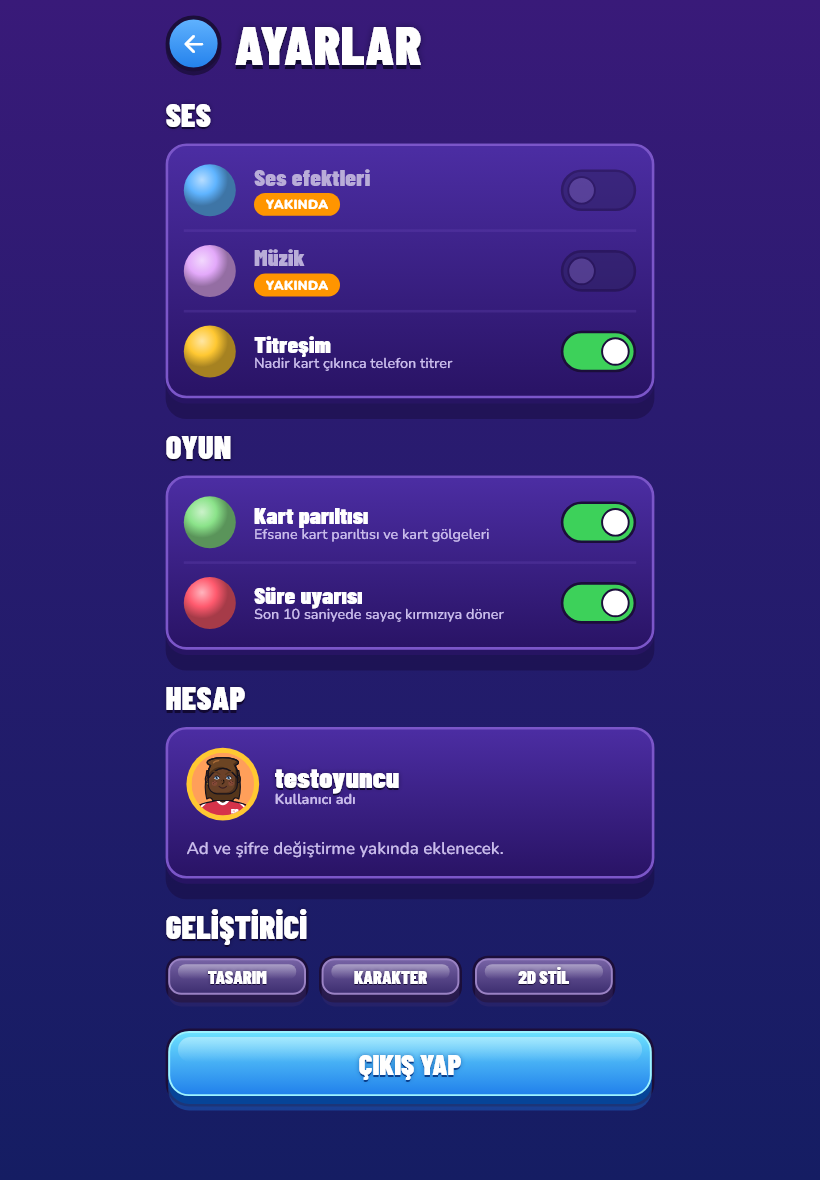 AYARLAR
SES
Ses efektleri
YAKINDA
Müzik
YAKINDA
Titreşim
Nadir kart çıkınca telefon titrer
OYUN
Kart parıltısı
Efsane kart parıltısı ve kart gölgeleri
Süre uyarısı
Son 10 saniyede sayaç kırmızıya döner
HESAP
testoyuncu
Kullanıcı adı
Ad ve şifre değiştirme yakında eklenecek.
GELİŞTİRİCİ
TASARIM
KARAKTER
2D STİL
ÇIKIŞ YAP